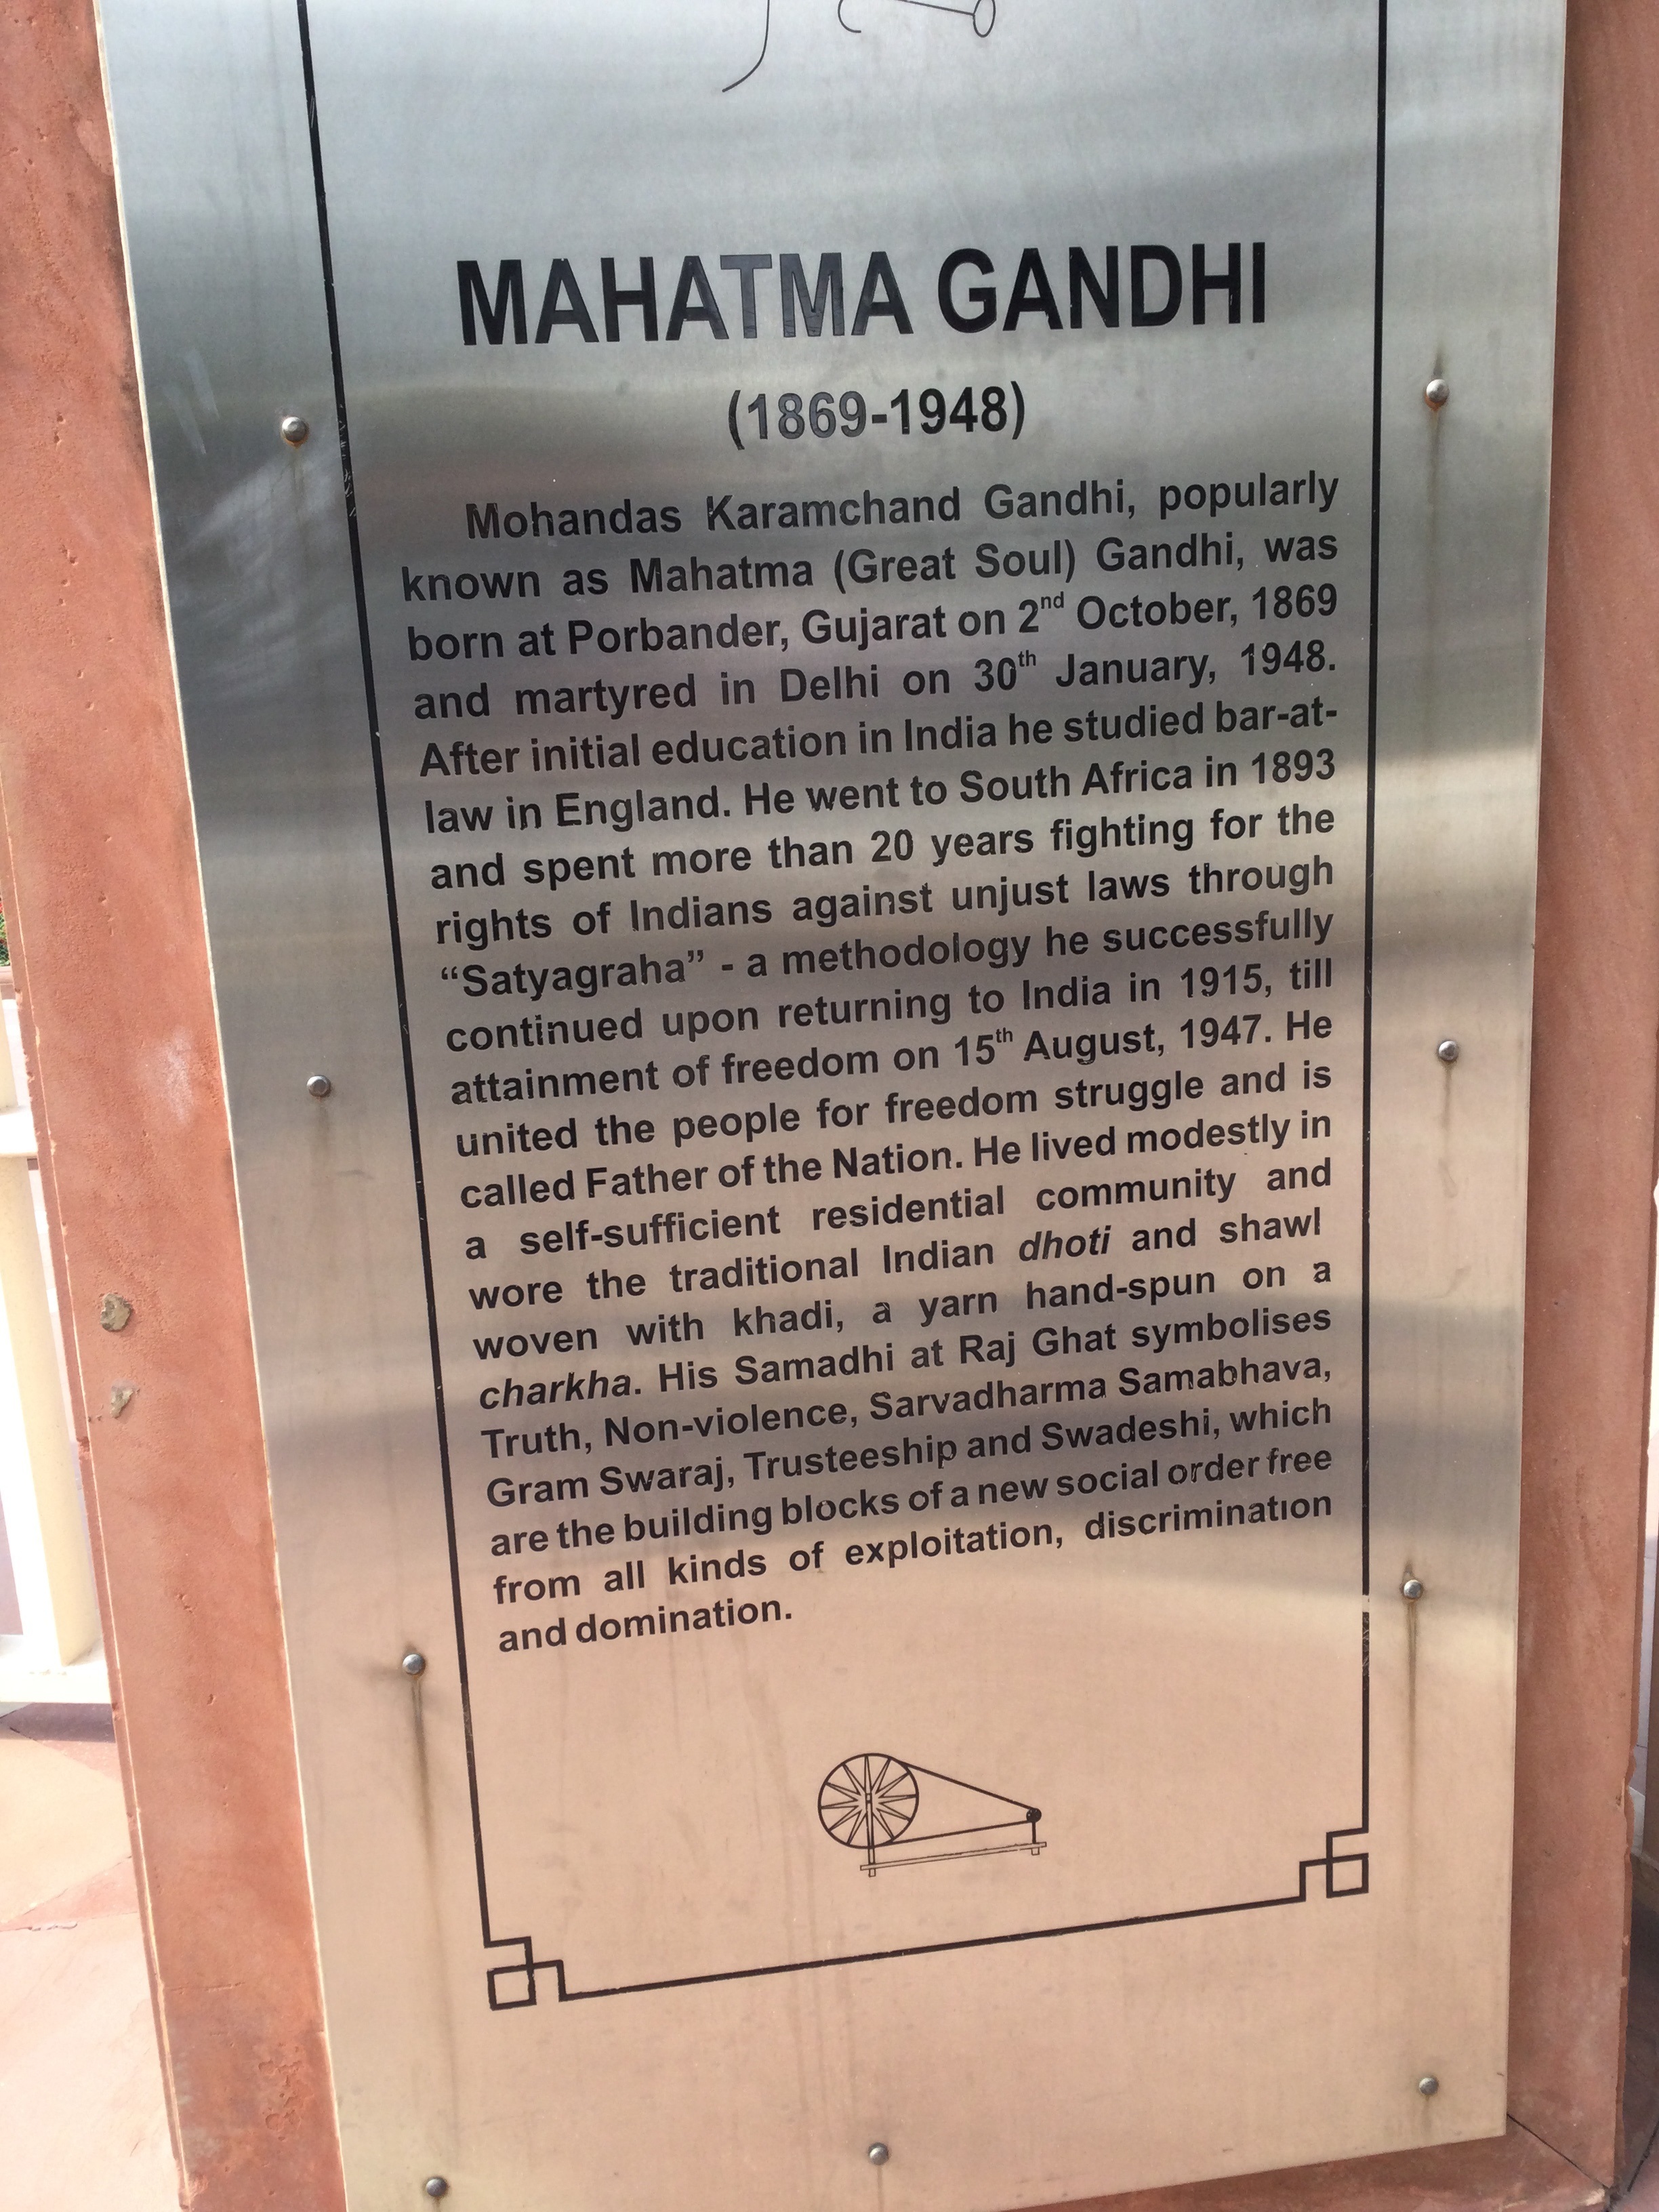 MAHATMA GANDHI
(1869-1948)
Mohandas Karamchand Gandhi, popularly
known as Mahatma (Great Soul) Gandhi, was
born at Porbander, Gujarat on 2nd October, 1869
and martyred in Delhi on 30th January, 1948.
After initial education in India he studied bar-at-
law in England. He went to South Africa in 1893
and spent more than 20 years fighting for the
rights of Indians against unjust laws through
“Satyagraha” - a methodology he successfully
continued upon returning to India in 1915, till
attainment of freedom on 15th August, 1947. He
united the people for freedom struggle and is
called Father of the Nation. He lived modestly in
a self-sufficient residential community and
wore the traditional Indian dhoti and shawl
woven with khadi, a yarn hand-spun on a
charkha. His Samadhi at Raj Ghat symbolises
Truth, Non-violence, Sarvadharma Samabhava,
Gram Swaraj, Trusteeship and Swadeshi, which
are the building blocks of a new social order free
from all kinds of exploitation, discrimination
and domination.